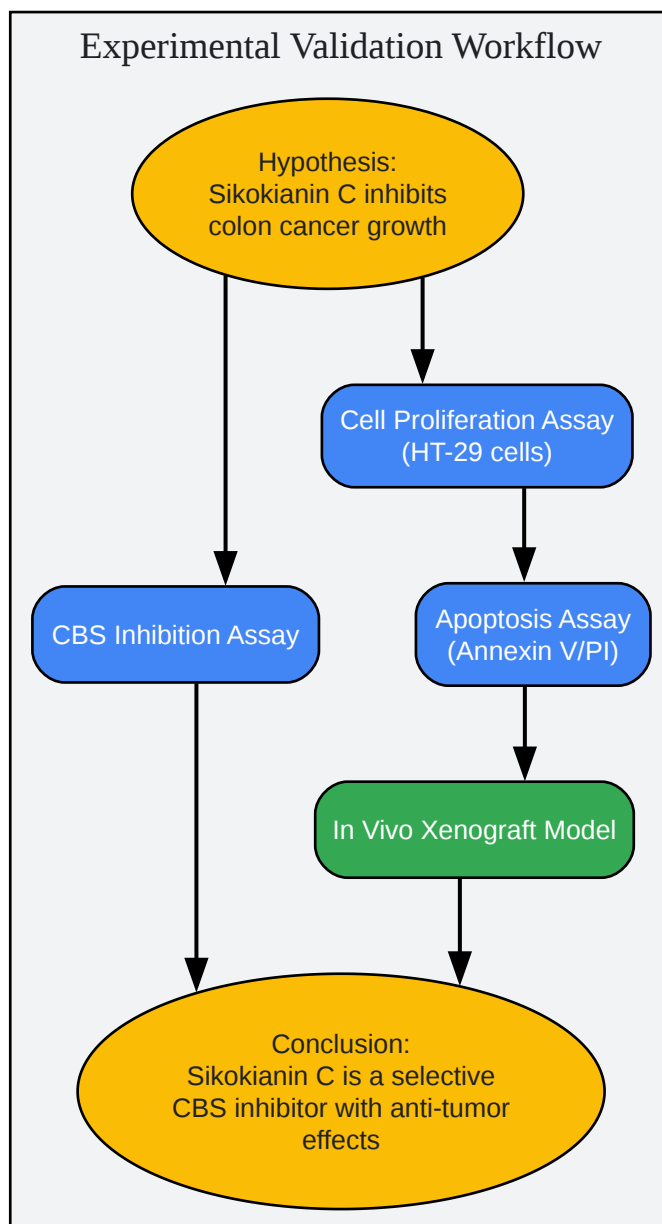 Experimental Validation Workflow
Hypothesis:
Sikokianin C inhibits
colon cancer growth
Cell Proliferation Assay
(HT-29 cells)
CBS Inhibition Assay
Apoptosis Assay
(Annexin V/PI)
In Vivo Xenograft Model
Conclusion:
Sikokianin C is a selective
CBS inhibitor with anti-tumor
effects